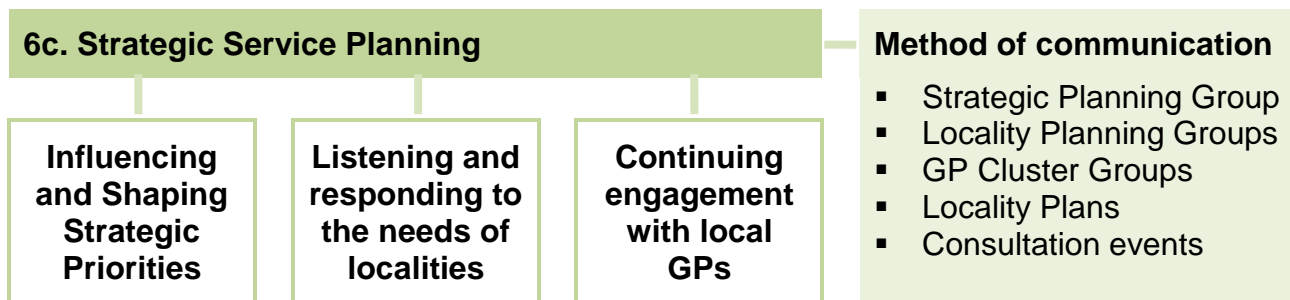 6c. Strategic Service Planning
Influencing
and Shaping
Strategic
Priorities
Listening and
responding to
the needs of
localities
Continuing
engagement
with local
GPs
Method of communication
▪ Strategic Planning Group
▪ Locality Planning Groups
▪ GP Cluster Groups
▪ Locality Plans
▪ Consultation events